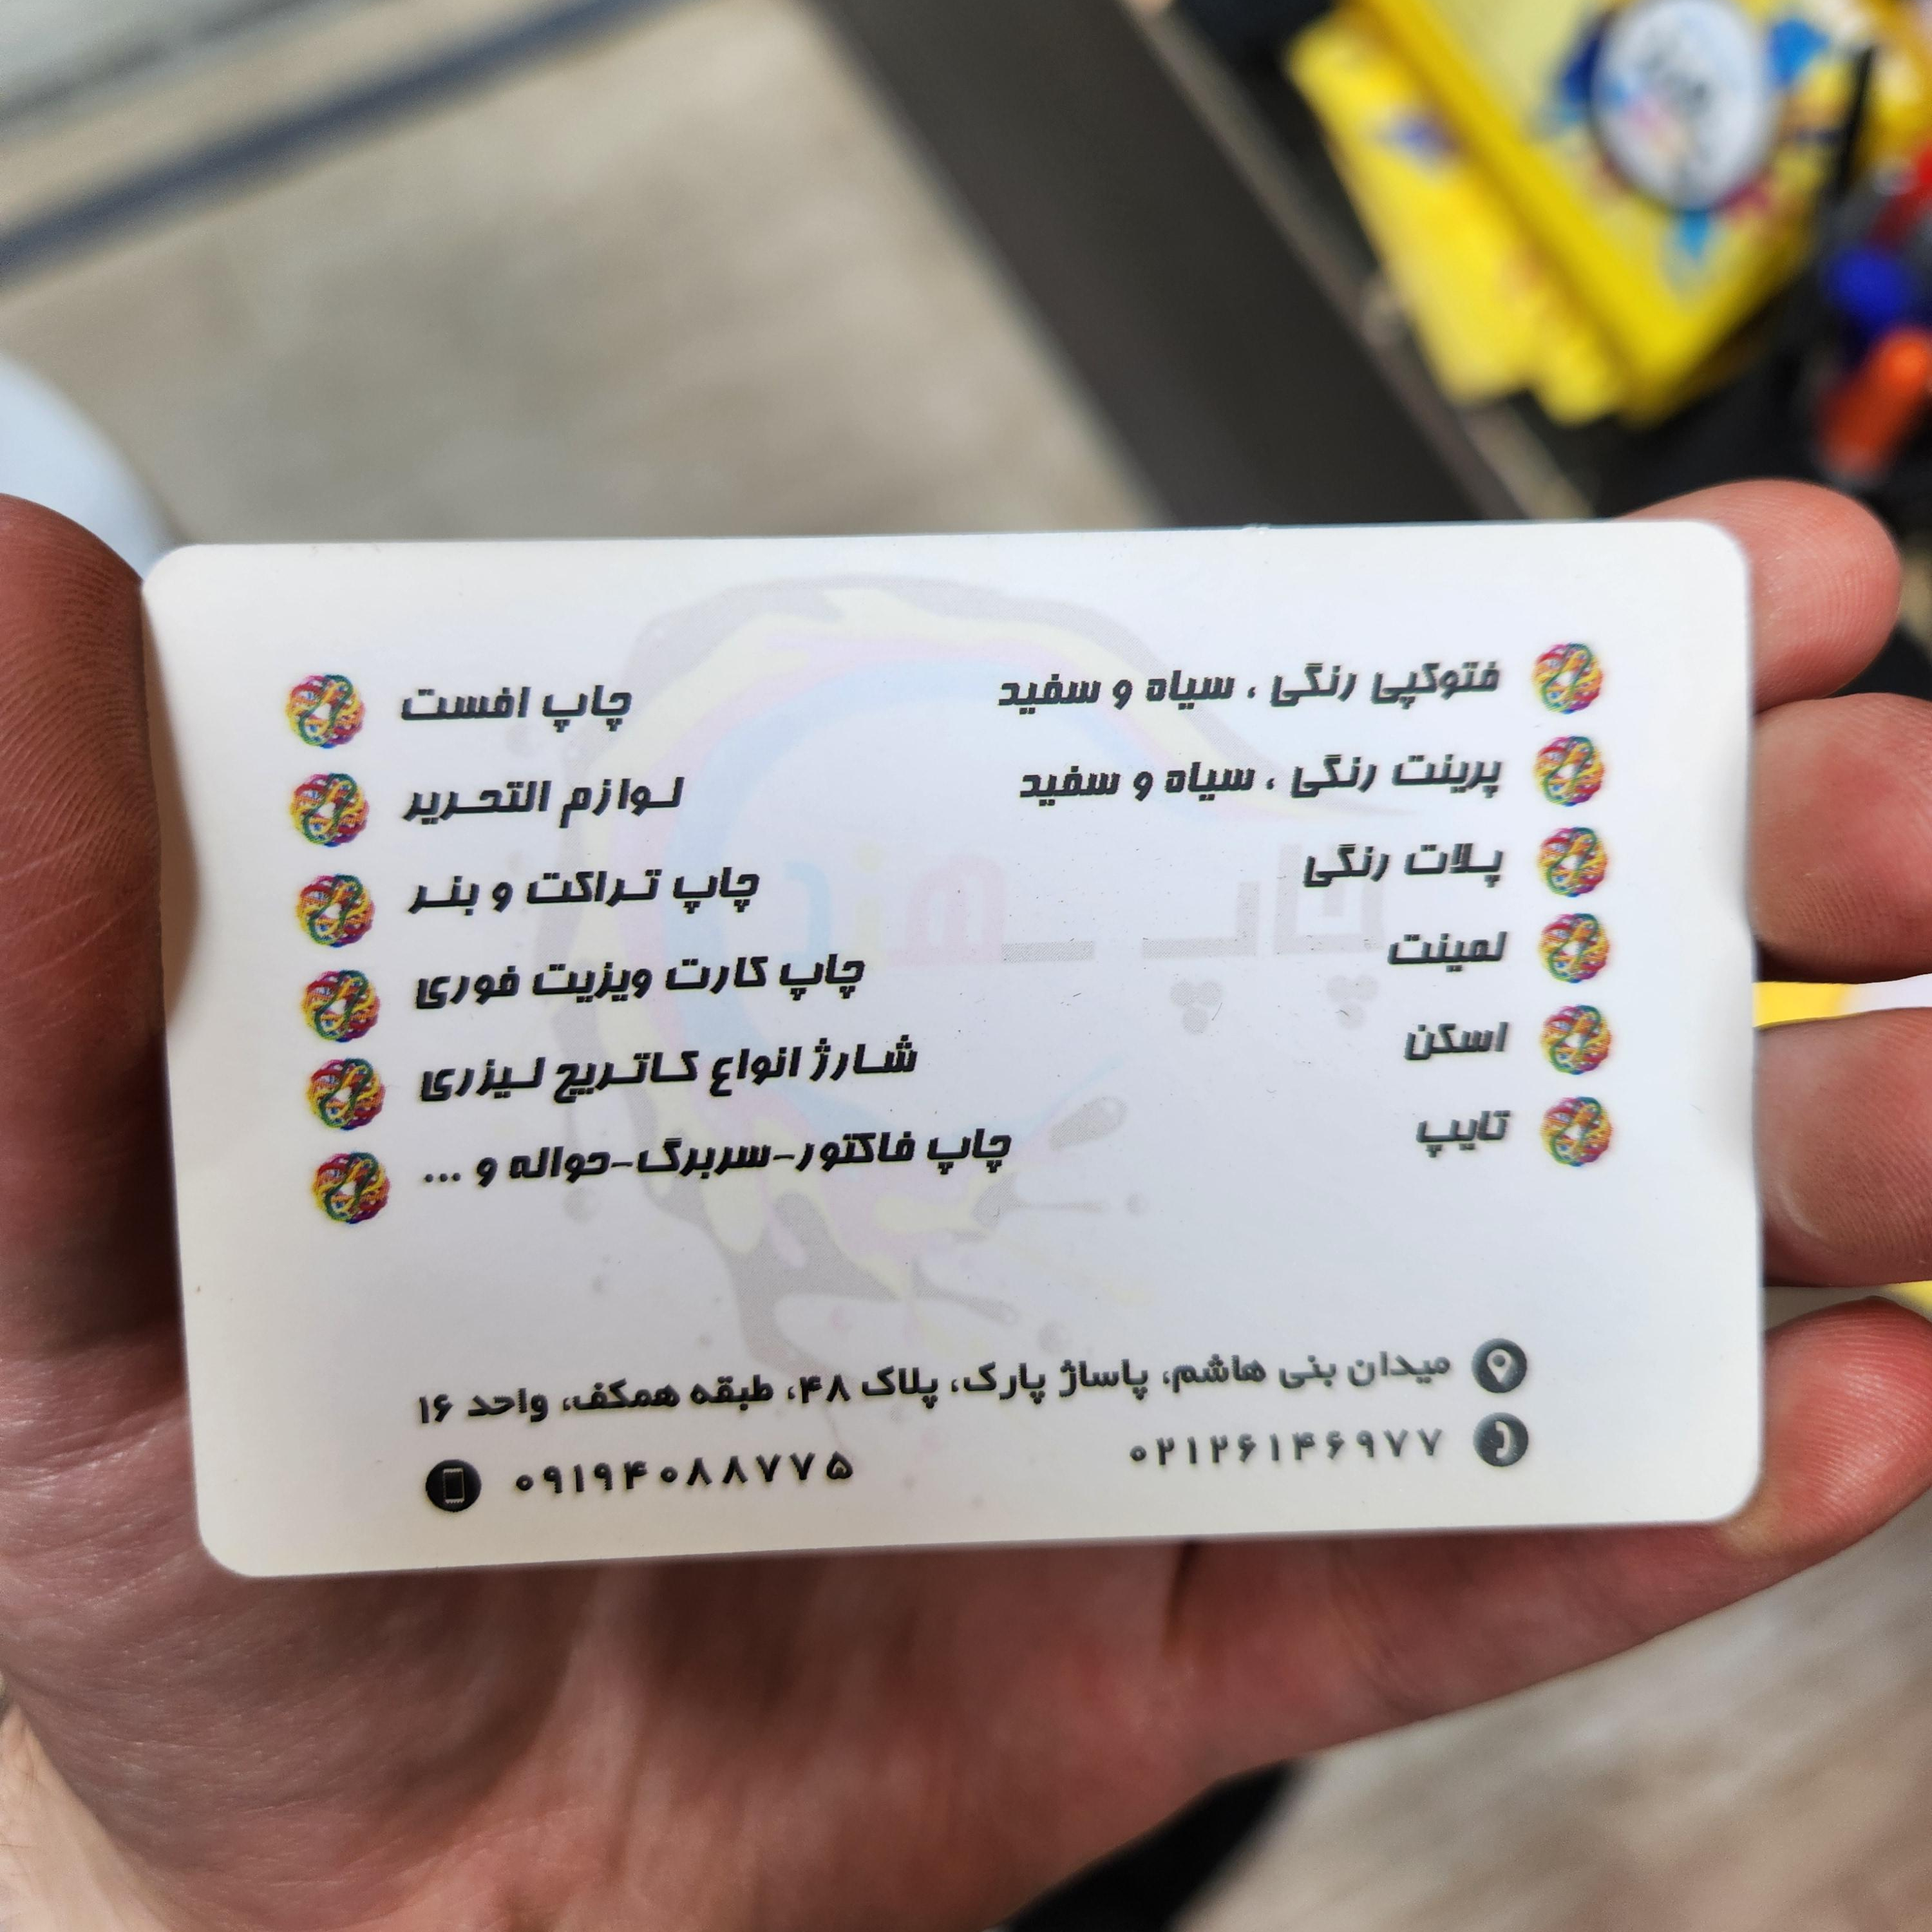 فتوکپی رنگی ، سیاه و سفید
پرینت رنگی ، سیاه و سفید
پلات رنگی
لمینت
اسکن
تایپ
چاپ افست
لوازم التحریر
چاپ تراکت و بنر
چاپ کارت ویزیت فوری
شارژ انواع کاتریج لیزری
چاپ فاکتور-سربرگ-حواله و ...
میدان بنی هاشم، پاساژ پارک، پلاک ۴۸، طبقه همکف، واحد ۱۶
۰۲۱۲۶۱۴۶۹۷۷
۰۹۱۹۴۰۸۸۷۷۵